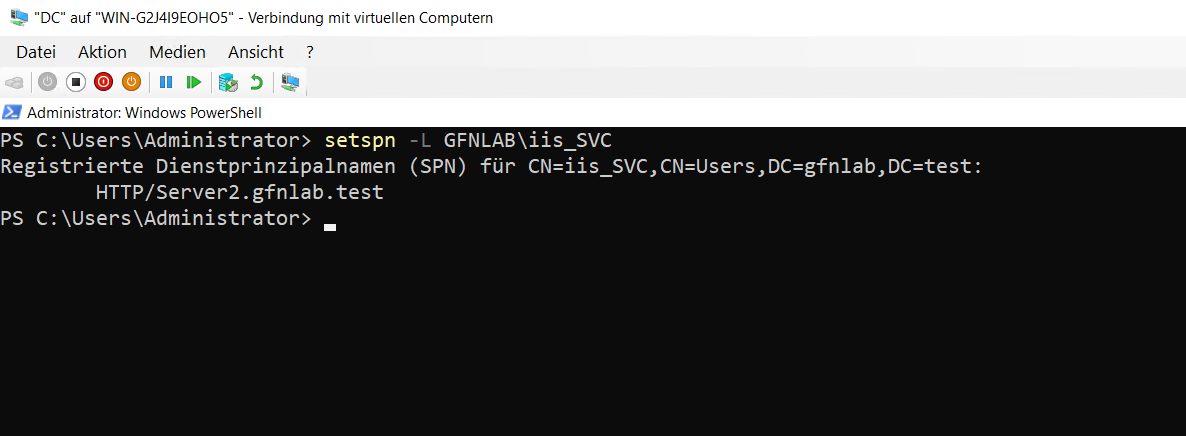 "DC" auf "WIN-G2J4I9EOHO5" - Verbindung mit virtuellen Computern
Datei Aktion Medien Ansicht ?
Administrator: Windows PowerShell
PS C:\Users\Administrator> setspn -L GFNLAB\iis_SVC
Registrierte Dienstprinzipalnamen (SPN) für CN=iis_SVC,CN=Users,DC=gfnlab,DC=test:
        HTTP/Server2.gfnlab.test
PS C:\Users\Administrator>